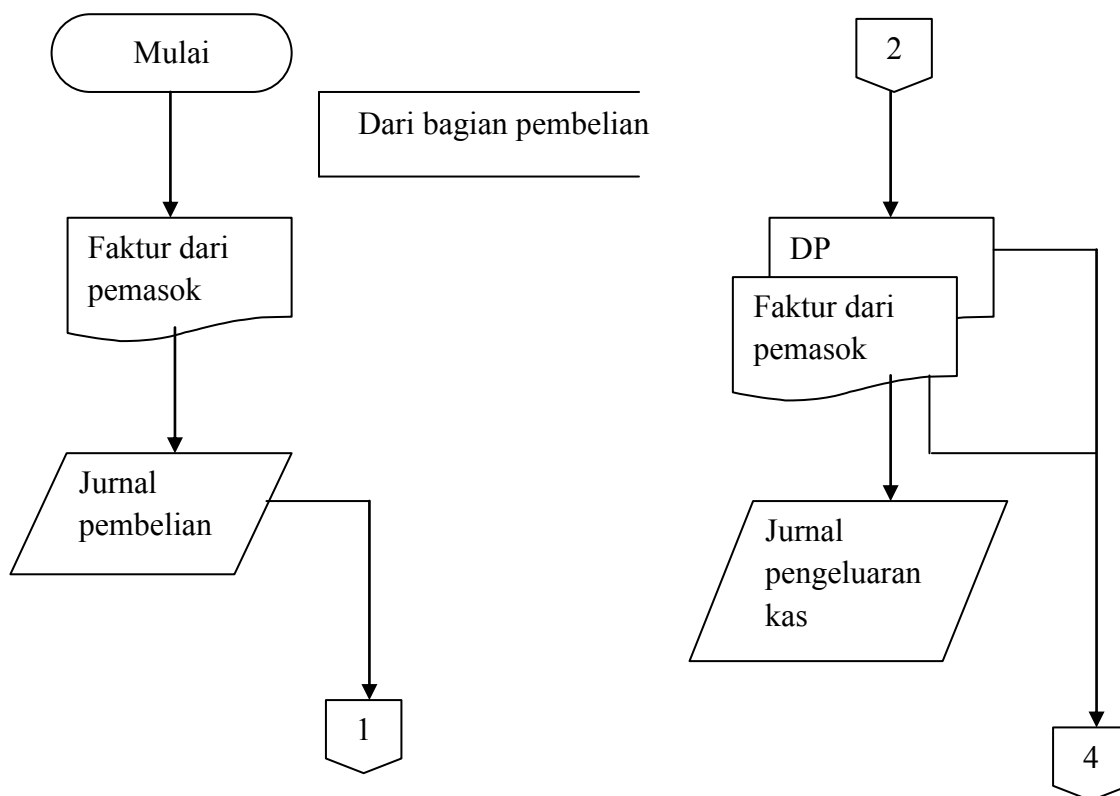 Mulai
Dari bagian pembelian
Faktur dari
pemasok
Jurnal
pembelian
1
2
DP
Faktur dari
pemasok
Jurnal
pengeluaran
kas
4